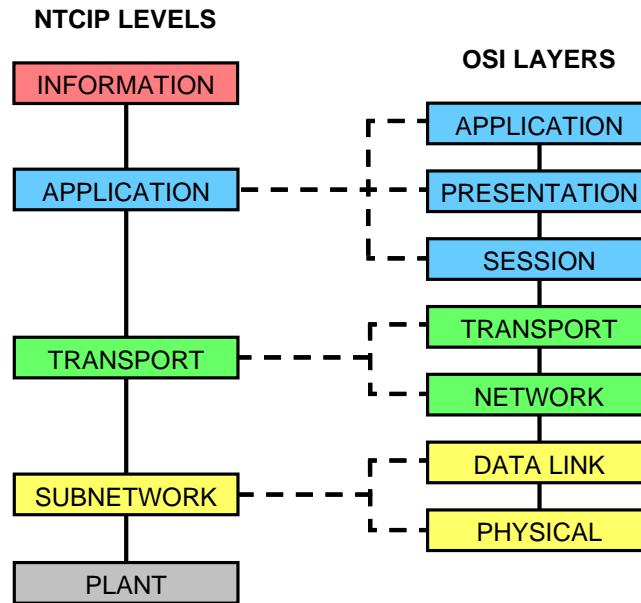 NTCIP LEVELS
INFORMATION
APPLICATION
TRANSPORT
SUBNETWORK
PLANT
OSI LAYERS
APPLICATION
PRESENTATION
SESSION
TRANSPORT
NETWORK
DATA LINK
PHYSICAL